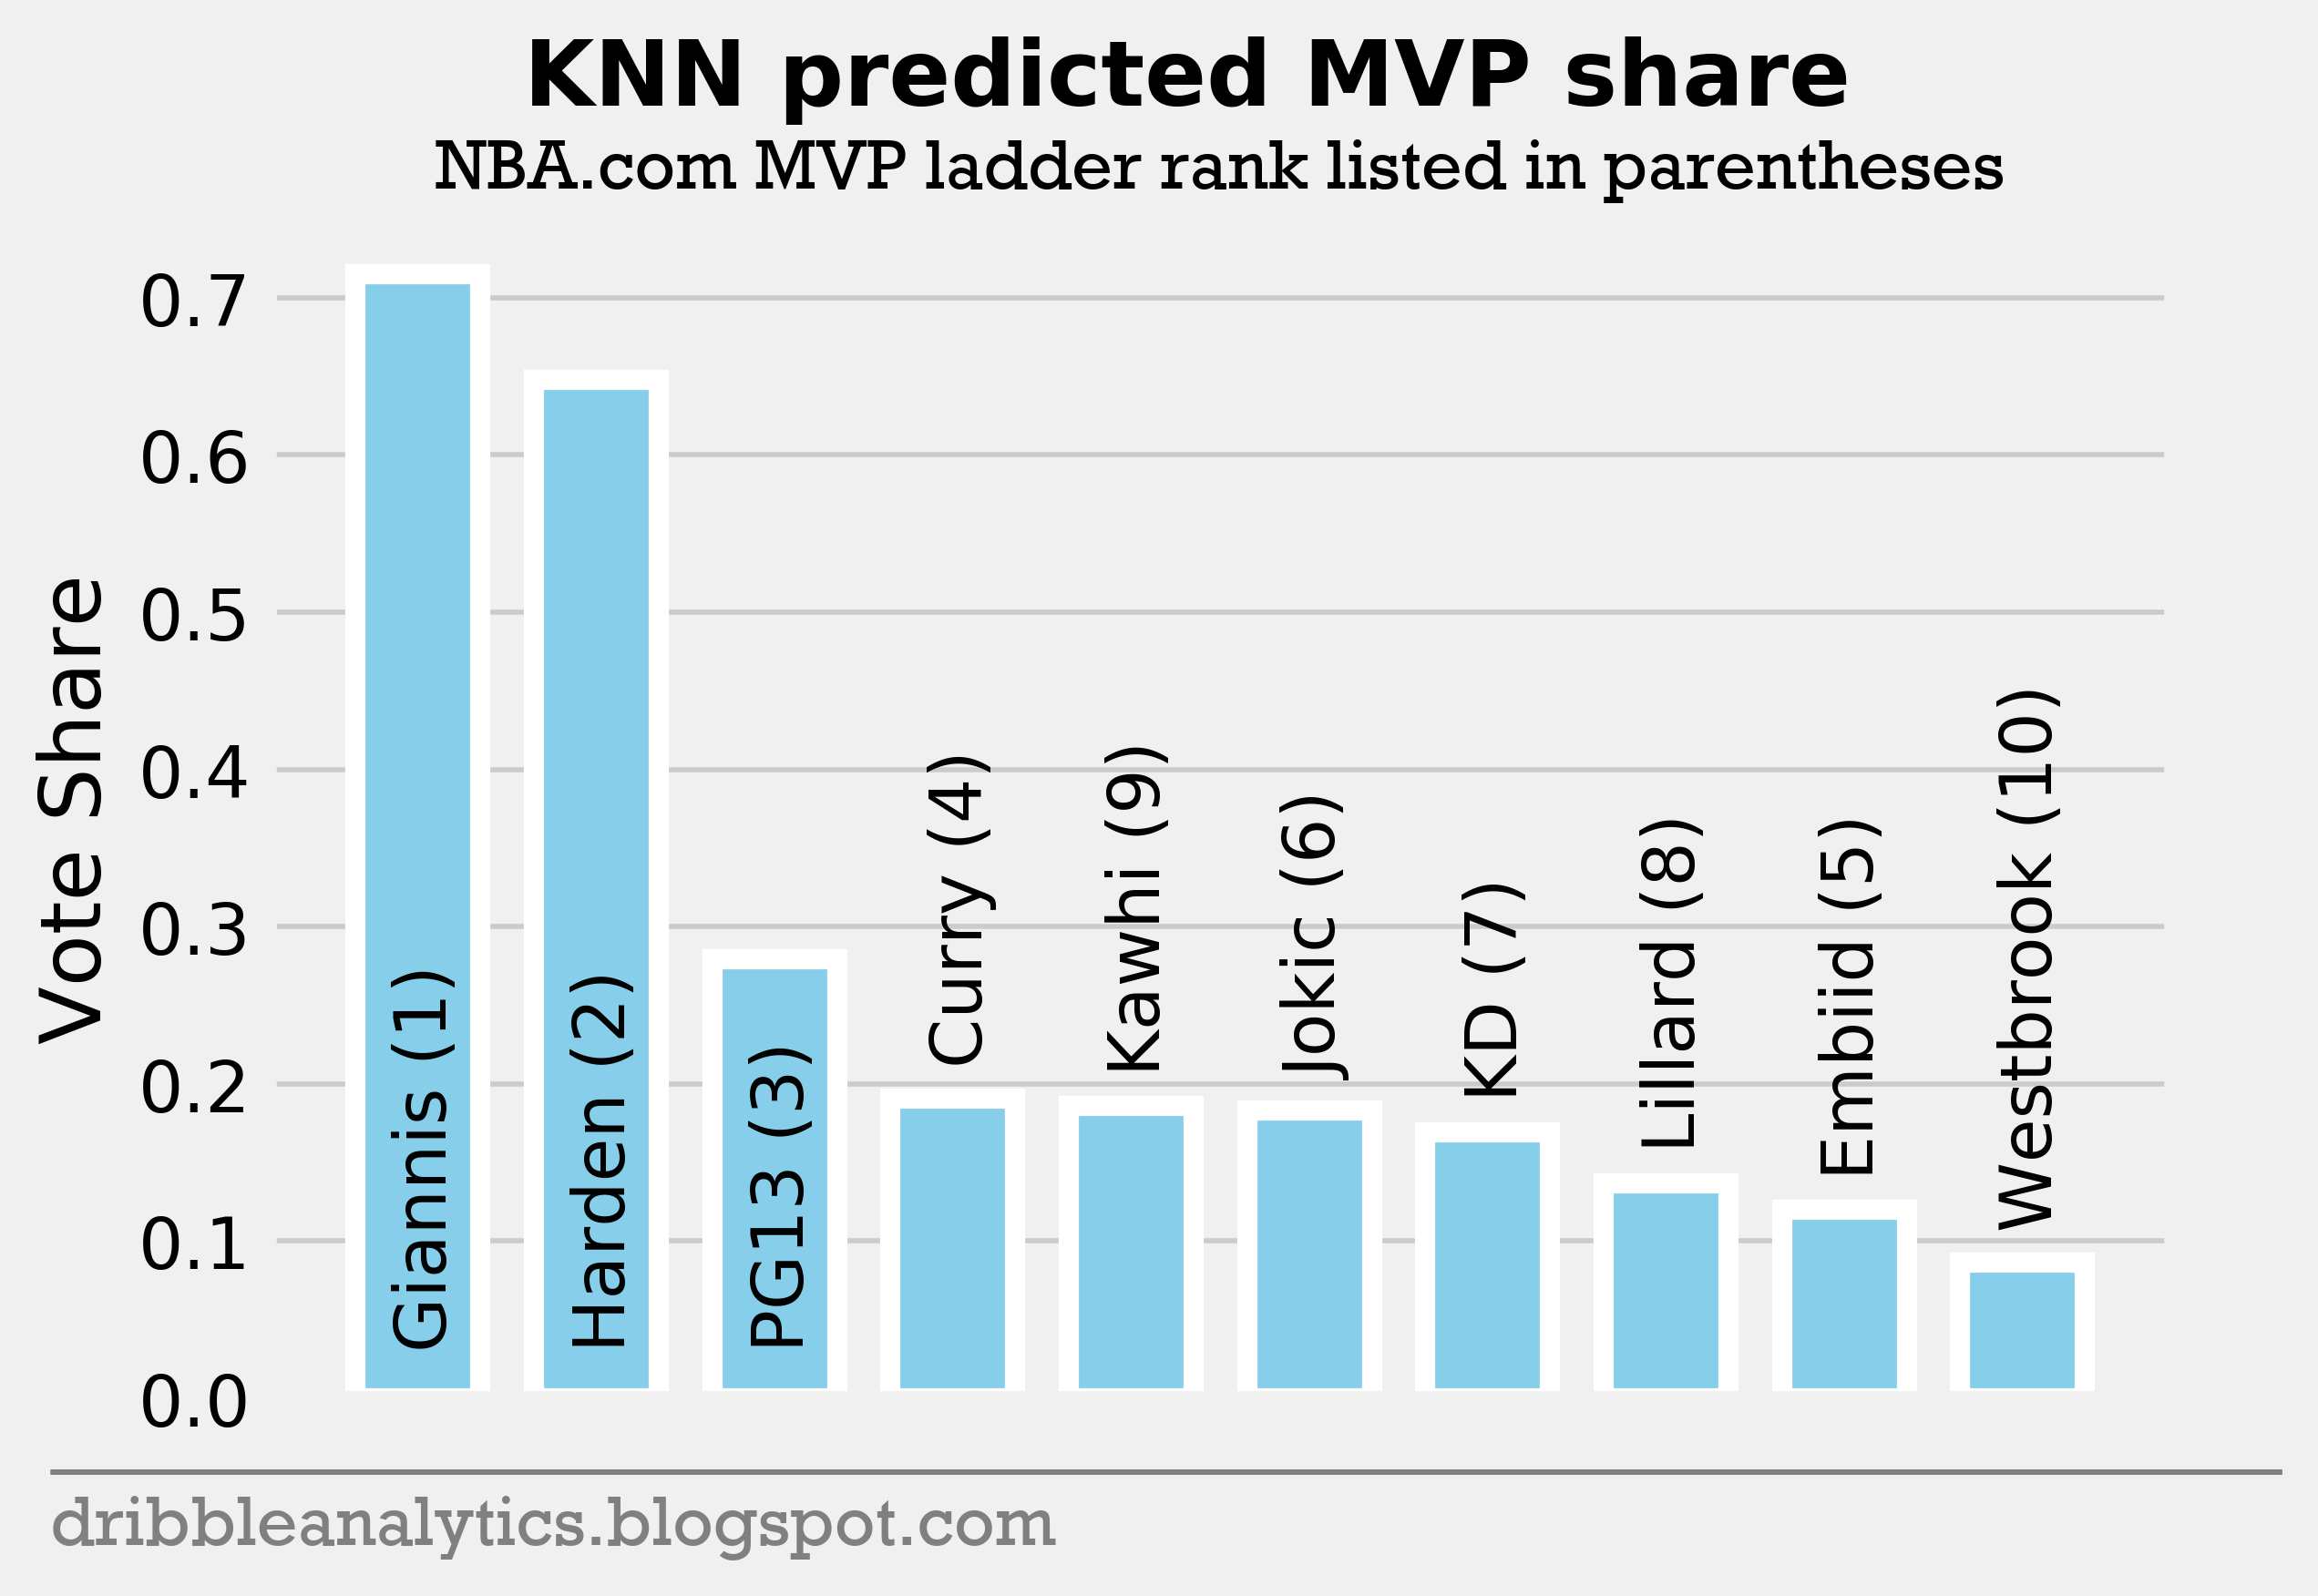 KNN predicted MVP share
NBA.com MVP ladder rank listed in parentheses
Vote Share
0.7
0.6
0.5
0.4
0.3
0.2
0.1
0.0
Giannis (1)
Harden (2)
PG13 (3)
Curry (4)
Kawhi (9)
Jokic (6)
KD (7)
Lillard (8)
Embiid (5)
Westbrook (10)
dribbleanalytics.blogspot.com